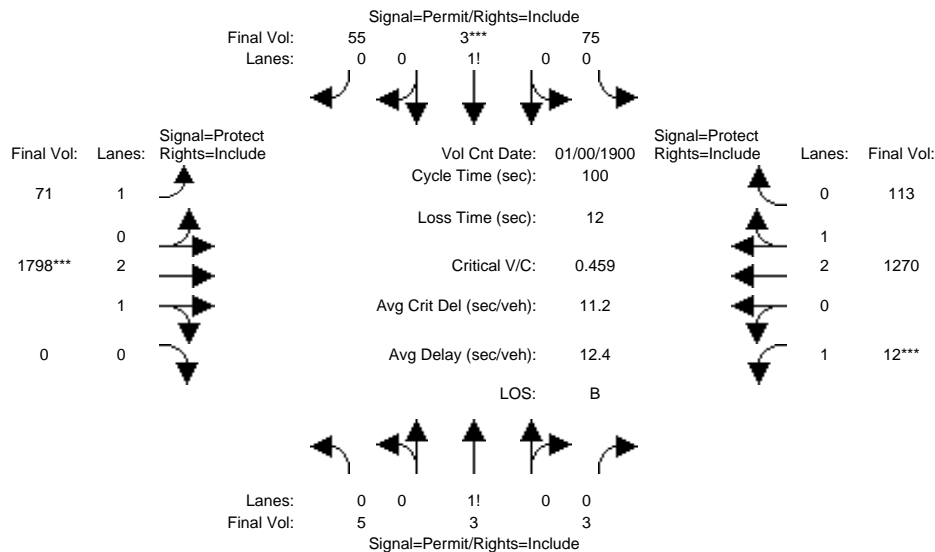 Signal=Permit/Rights=Include
Final Vol: 55 3*** 75
Lanes: 0 0 1! 0 0
Signal=Protect Signal=Protect
Final Vol: Lanes: Rights=Include Vol Cnt Date: 01/00/1900 Rights=Include Lanes: Final Vol:
Cycle Time (sec): 100
71 1 0 113
Loss Time (sec): 12
0 1
1798*** 2 Critical V/C: 0.459 2 1270
1 Avg Crit Del (sec/veh): 11.2 0
0 0 Avg Delay (sec/veh): 12.4 1 12***
LOS: B
Lanes: 0 0 1! 0 0
Final Vol: 5 3 3
Signal=Permit/Rights=Include